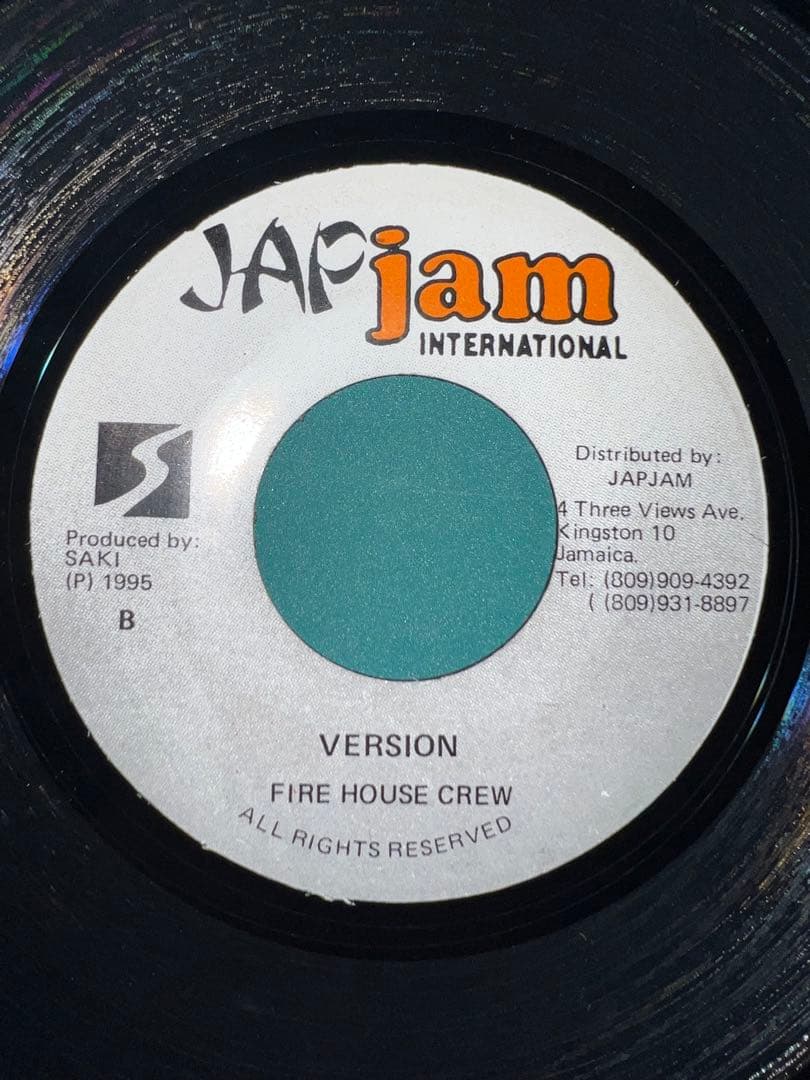 JAPjam
INTERNATIONAL
Distributed by:
JAPJAM
4 Three Views Ave.
Kingston 10
Jamaica.
Tel: (809)909-4392
( (809)931-8897
Produced by:
SAKI
(P) 1995
B
VERSION
FIRE HOUSE CREW
ALL RIGHTS RESERVED